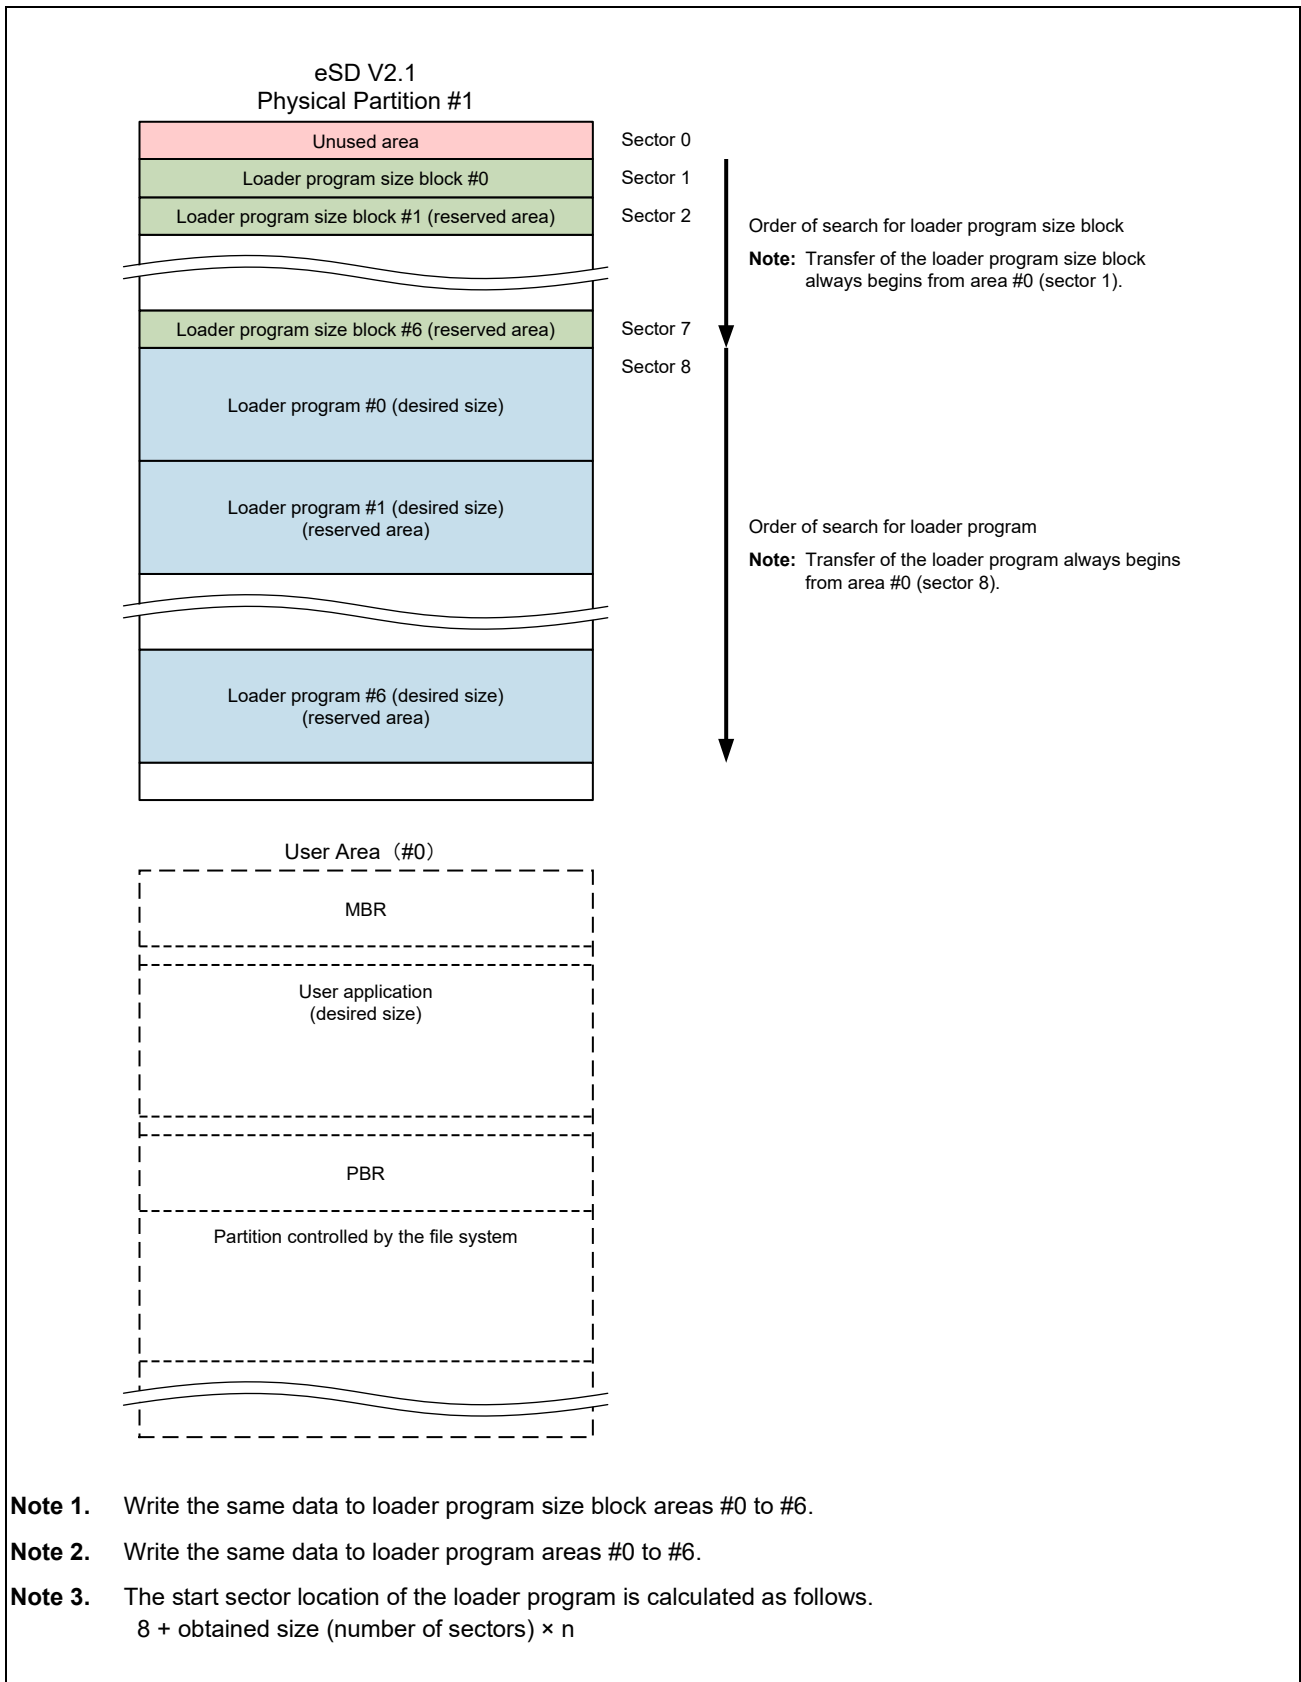 eSD V2.1
Physical Partition #1
Unused area
Sector 0
Loader program size block #0
Sector 1
Loader program size block #1 (reserved area)
Sector 2
Order of search for loader program size block
Note: Transfer of the loader program size block
always begins from area #0 (sector 1).
Loader program size block #6 (reserved area)
Sector 7
Sector 8
Loader program #0 (desired size)
Loader program #1 (desired size)
(reserved area)
Order of search for loader program
Note: Transfer of the loader program always begins
from area #0 (sector 8).
Loader program #6 (desired size)
(reserved area)
User Area（#0）
MBR
User application
(desired size)
PBR
Partition controlled by the file system
Note 1. Write the same data to loader program size block areas #0 to #6.
Note 2. Write the same data to loader program areas #0 to #6.
Note 3. The start sector location of the loader program is calculated as follows.
8 + obtained size (number of sectors) × n